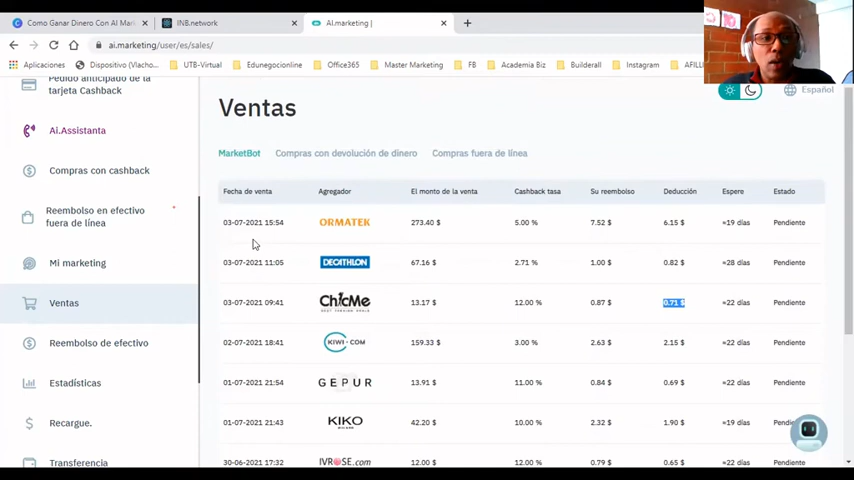 Como Ganar Dinero Con AI Mark
INB.network
AI.marketing |
ai.marketing/user/es/sales/
Aplicaciones
Dispositivo (Vlacho...
UTB-Virtual
Edunegocionline
Office365
Master Marketing
FB
Academia Biz
Builderall
Instagram
AFILLI
Pedido anticipado de la
tarjeta Cashback
Ai.Assistanta
Compras con cashback
Reembolso en efectivo
fuera de línea
Mi marketing
Ventas
Reembolso de efectivo
Estadísticas
Recargue.
Transferencia
Español
Ventas
MarketBot Compras con devolución de dinero Compras fuera de línea
Fecha de venta Agregador El monto de la venta Cashback tasa Su reembolso Deducción Espere Estado
03-07-2021 15:54 ORMATEK 273.40 $ 5.00 % 7.52 $ 6.15 $ ≈19 días Pendiente
03-07-2021 11:05 DECATHLON 67.16 $ 2.71 % 1.00 $ 0.82 $ ≈28 días Pendiente
03-07-2021 09:41 ChicMe 13.17 $ 12.00 % 0.87 $ 0.71 $ ≈22 días Pendiente
02-07-2021 18:41 KIWI.COM 159.33 $ 3.00 % 2.63 $ 2.15 $ ≈22 días Pendiente
01-07-2021 21:54 GEPUR 13.91 $ 11.00 % 0.84 $ 0.69 $ ≈22 días Pendiente
01-07-2021 21:43 KIKO 42.20 $ 10.00 % 2.32 $ 1.90 $ ≈19 días Pendiente
30-06-2021 17:32 IVROSE.com 12.00 $ 12.00 % 0.79 $ 0.65 $ ≈22 días Pendiente